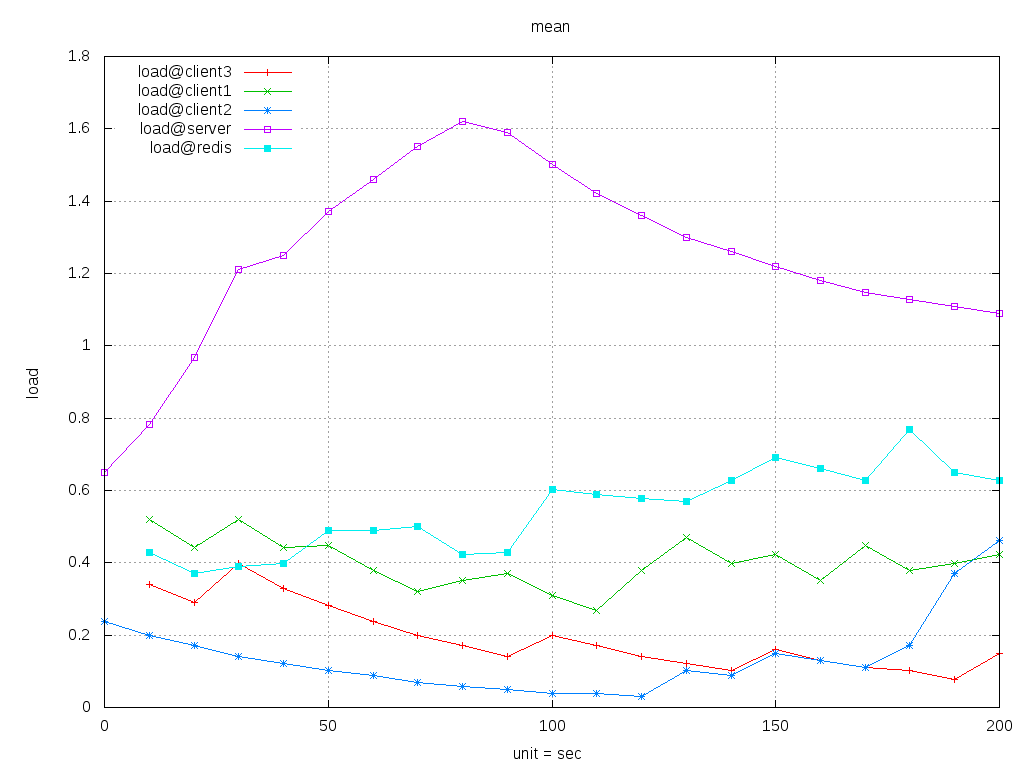 mean
load@client3
load@client1
load@client2
load@server
load@redis
1.8
1.6
1.4
1.2
1
0.8
0.6
0.4
0.2
0
load
0 50 100 150 200
unit = sec